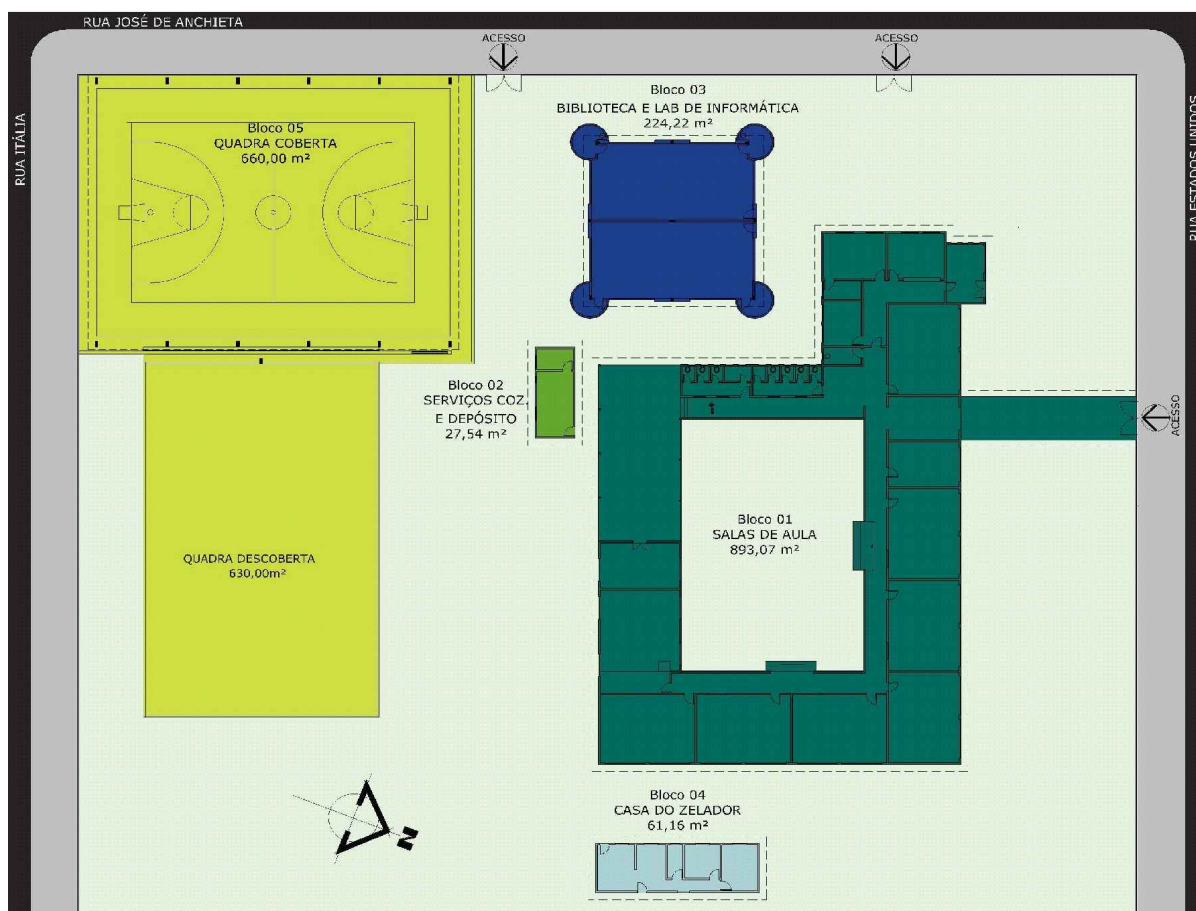 RUA JOSÉ DE ANCHIETA
ACESSO
ACESSO
RUA ITÁLIA
RUA ESTADOS UNIDOS
Bloco 05
QUADRA COBERTA
660,00 m²
Bloco 03
BIBLIOTECA E LAB DE INFORMÁTICA
224,22 m²
Bloco 02
SERVIÇOS COZ.
E DEPÓSITO
27,54 m²
ACESSO
Bloco 01
SALAS DE AULA
893,07 m²
QUADRA DESCOBERTA
630,00m²
N
Bloco 04
CASA DO ZELADOR
61,16 m²